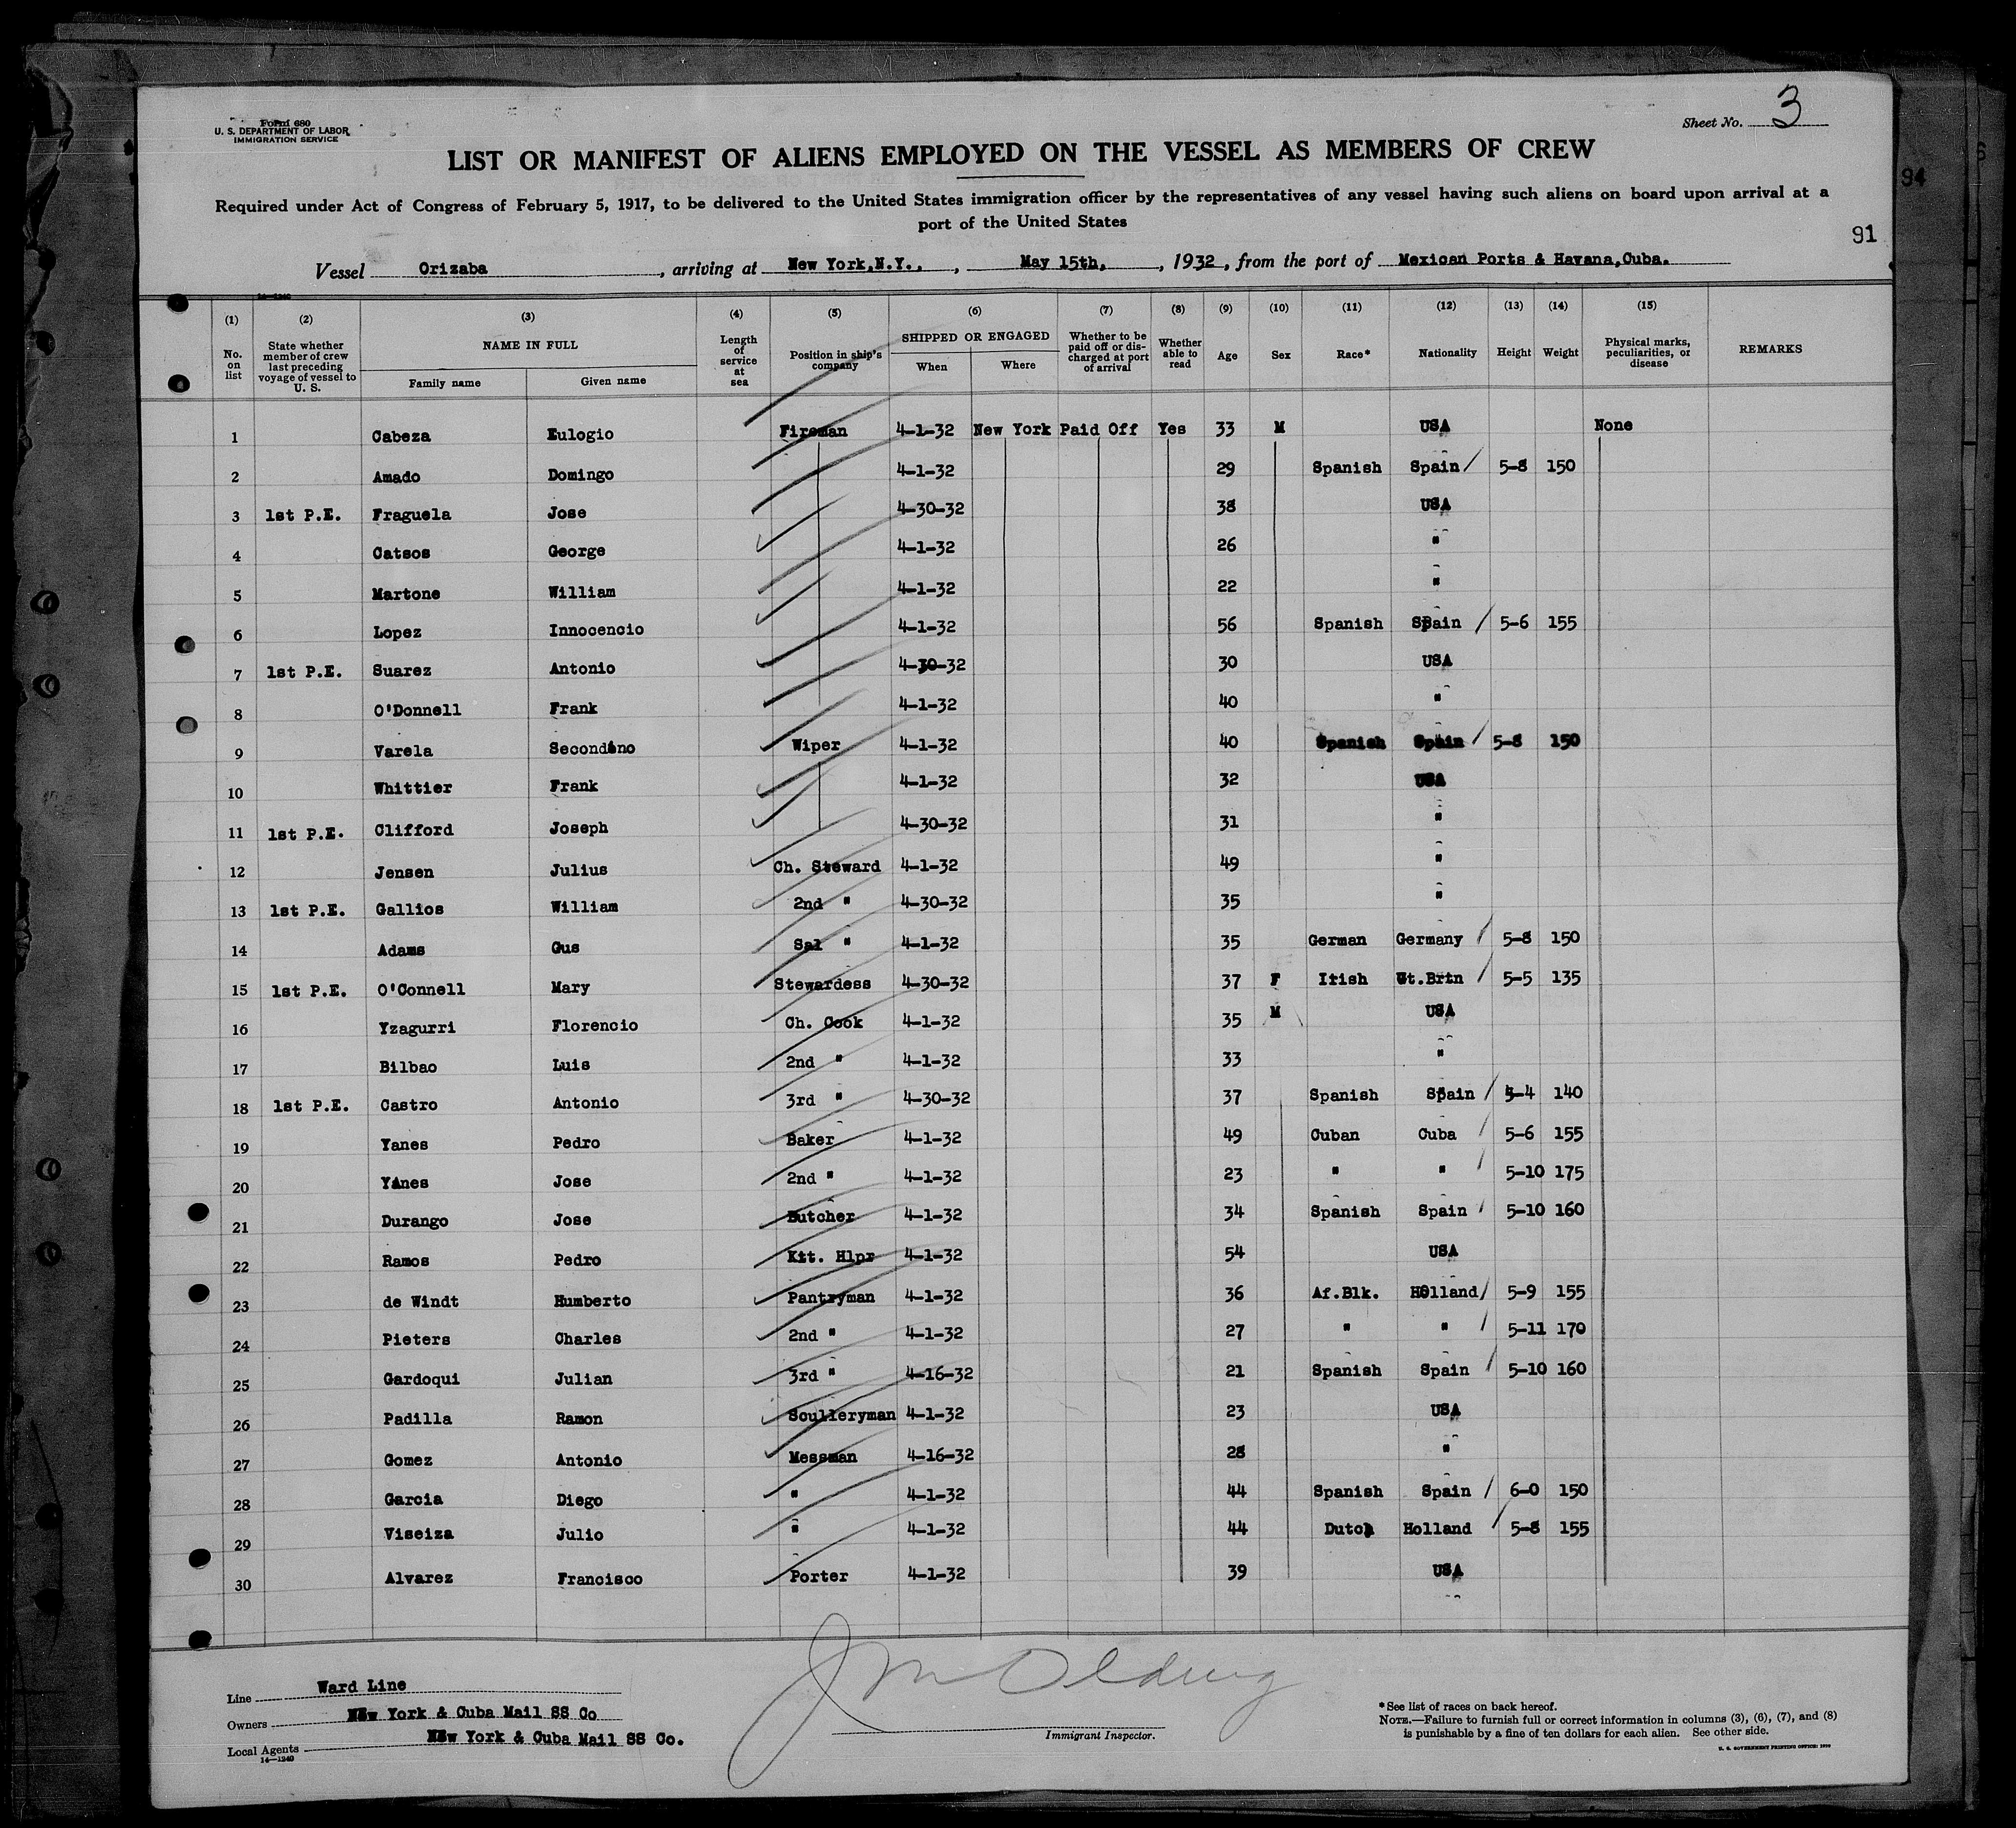 Form 680
U. S. DEPARTMENT OF LABOR
IMMIGRATION SERVICE
Sheet No. 3
LIST OR MANIFEST OF ALIENS EMPLOYED ON THE VESSEL AS MEMBERS OF CREW
94
Required under Act of Congress of February 5, 1917, to be delivered to the United States immigration officer by the representatives of any vessel having such aliens on board upon arrival at a
port of the United States
91
Vessel Orizaba, arriving at New York,N.Y., , May 15th, , 1932, from the port of Mexican Ports & Havana,Cuba.
14-1240
(1) (2) (3) (4) (5) (6) (7) (8) (9) (10) (11) (12) (13) (14) (15)
No. on list State whether member of crew last preceding voyage of vessel to U. S. NAME IN FULL Family name Given name Length of service at sea Position in ship's company SHIPPED OR ENGAGED When Where Whether to be paid off or discharged at port of arrival Whether able to read Age Sex Race* Nationality Height Weight Physical marks, peculiarities, or disease REMARKS
1 Cabeza Eulogio Fireman 4-1-32 New York Paid Off Yes 33 M USA None
2 Amado Domingo 4-1-32 29 Spanish Spain 5-8 150
3 1st P.E. Fraguela Jose 4-30-32 38 USA
4 Catsos George 4-1-32 26 "
5 Martone William 4-1-32 22 "
6 Lopez Innocencio 4-1-32 56 Spanish Spain 5-6 155
7 1st P.E. Suarez Antonio 4-30-32 30 USA
8 O'Donnell Frank 4-1-32 40 "
9 Varela Secondino Wiper 4-1-32 40 Spanish Spain 5-8 150
10 Whittier Frank 4-1-32 32 USA
11 1st P.E. Clifford Joseph 4-30-32 31 "
12 Jensen Julius Ch. Steward 4-1-32 49 "
13 1st P.E. Gallios William 2nd " 4-30-32 35 "
14 Adams Gus Sal " 4-1-32 35 German Germany 5-8 150
15 1st P.E. O'Connell Mary Stewardess 4-30-32 37 F Irish Gt.Brtn 5-5 135
16 Yzagurri Florencio Ch. Cook 4-1-32 35 M USA
17 Bilbao Luis 2nd " 4-1-32 33 "
18 1st P.E. Castro Antonio 3rd " 4-30-32 37 Spanish Spain 5-4 140
19 Yanes Pedro Baker 4-1-32 49 Cuban Cuba 5-6 155
20 Yanes Jose 2nd " 4-1-32 23 " " 5-10 175
21 Durango Jose Butcher 4-1-32 34 Spanish Spain 5-10 160
22 Ramos Pedro Kit. Hlpr 4-1-32 54 USA
23 de Windt Humberto Pantryman 4-1-32 36 Af.Blk. Holland 5-9 155
24 Pieters Charles 2nd " 4-1-32 27 " " 5-11 170
25 Gardoqui Julian 3rd " 4-16-32 21 Spanish Spain 5-10 160
26 Padilla Ramon Sculleryman 4-1-32 23 USA
27 Gomez Antonio Messman 4-16-32 28 "
28 Garcia Diego " 4-1-32 44 Spanish Spain 6-0 150
29 Viseiza Julio " 4-1-32 44 Dutch Holland 5-8 155
30 Alvarez Francisco Porter 4-1-32 39 USA
Line Ward Line
Owners New York & Cuba Mail SS Co
Local Agents New York & Cuba Mail SS Co.
14-1240
Immigrant Inspector.
*See list of races on back hereof.
NOTE.—Failure to furnish full or correct information in columns (3), (6), (7), and (8)
is punishable by a fine of ten dollars for each alien. See other side.